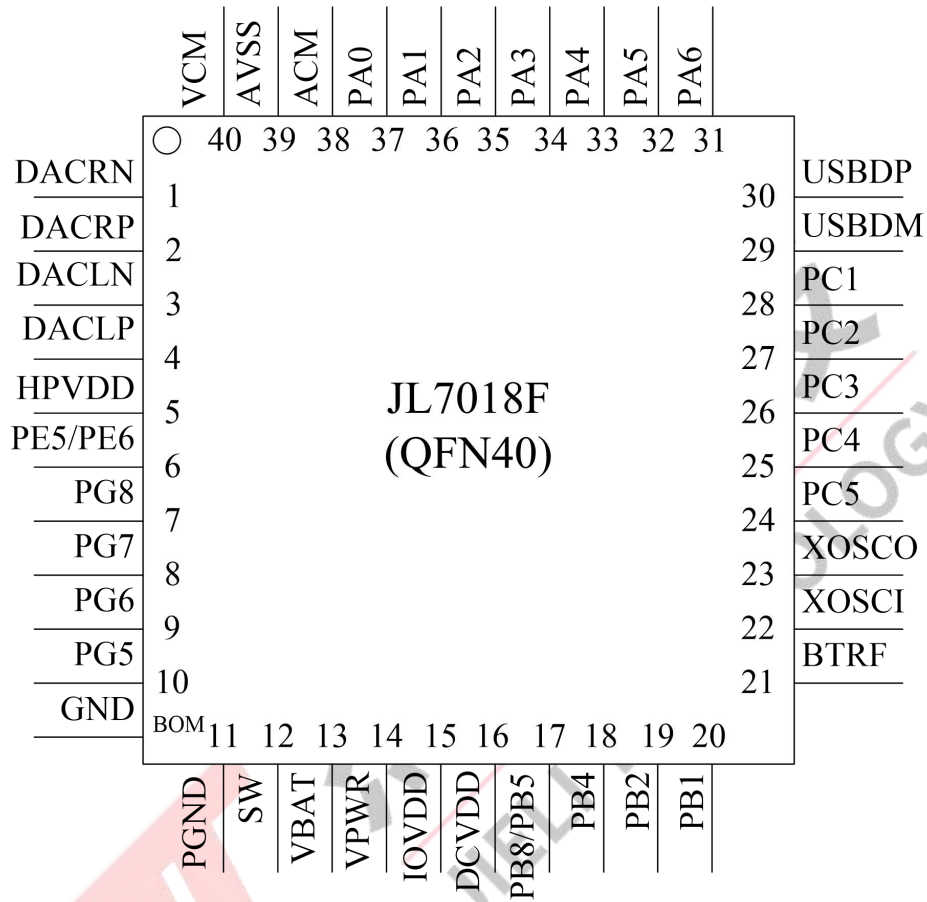 VCM AVSS ACM PA0 PA1 PA2 PA3 PA4 PA5 PA6
40 39 38 37 36 35 34 33 32 31
DACRN 1
DACRP 2
DACLN 3
DACLP 4
HPVDD 5
PE5/PE6 6
PG8 7
PG7 8
PG6 9
PG5 10
GND BOM
JL7018F
(QFN40)
30 USBDP
29 USBDM
28 PC1
27 PC2
26 PC3
25 PC4
24 PC5
23 XOSCO
22 XOSCI
21 BTRF
11 12 13 14 15 16 17 18 19 20
PGND SW VBAT VPWR IOVDD DCVDD PB8/PB5 PB4 PB2 PB1